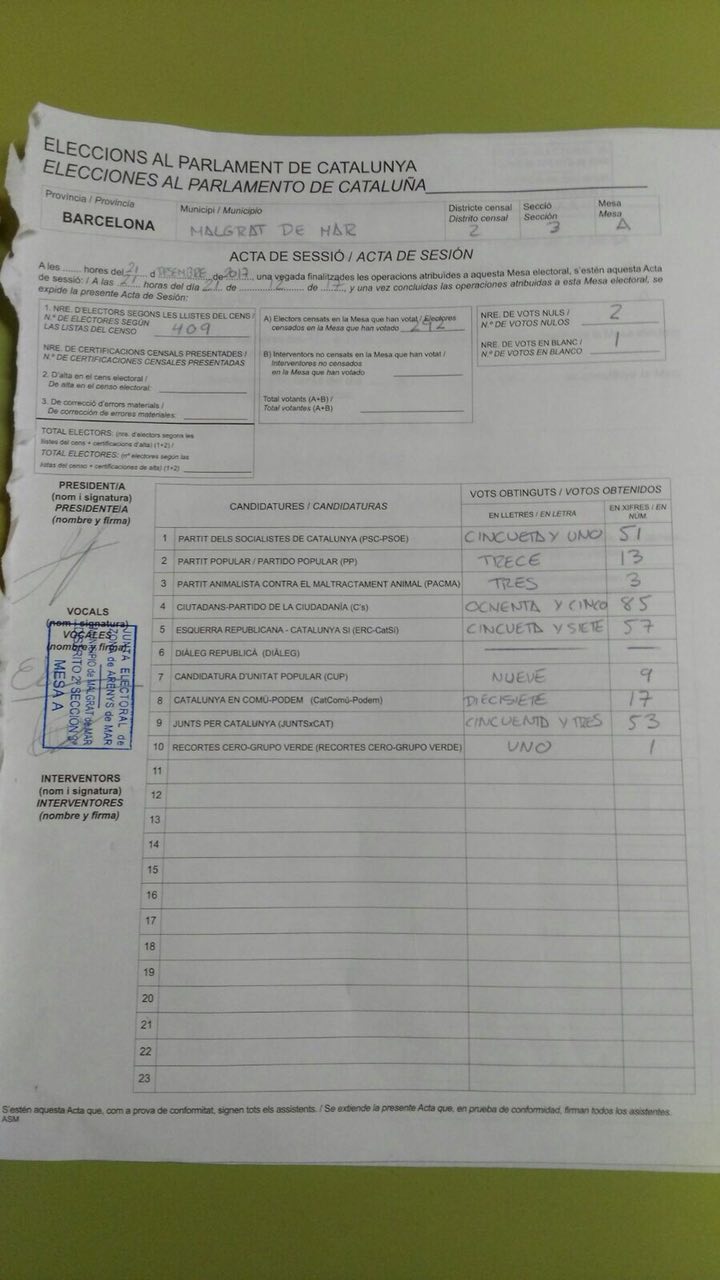 ELECCIONS AL PARLAMENT DE CATALUNYA
ELECCIONES AL PARLAMENTO DE CATALUÑA
Provincia / Provincia
BARCELONA
Municipi / Municipio
MALGRAT DE MAR
Districte censal
Distrito censal
2
Secció
Sección
3
Mesa
Mesa
A
ACTA DE SESSIÓ / ACTA DE SESIÓN
A les ....... hores del 21 d DESEMBRE de 2017, una vegada finalitzades les operacions atribuides a aquesta Mesa electoral, s'estén aquesta Acta
de sessió: / A las 21 horas del día 21 de 12 de 17, y una vez concluidas las operaciones atribuidas a esta Mesa electoral, se
expide la presente Acta de Sesión:
1. NRE. D'ELECTORS SEGONS LES LLISTES DEL CENS /
N.º DE ELECTORES SEGÚN
LAS LISTAS DEL CENSO 409
NRE. DE CERTIFICACIONS CENSALS PRESENTADES /
N.º DE CERTIFICACIONES CENSALES PRESENTADAS
2. D'alta en el cens electoral /
De alta en el censo electoral:
3. De correcció d'errors materials /
De corrección de errores materiales:
TOTAL ELECTORS: (nre. d'electors segons les
llistes del cens + certificacions d'alta) (1+2) /
TOTAL ELECTORES: (nº electores según las
listas del censo + certificaciones de alta) (1+2)
A) Electors censats en la Mesa que han votat / Electores
censados en la Mesa que han votado 292
B) Interventors no censats en la Mesa que han votat /
Interventores no censados
en la Mesa que han votado
Total votants (A+B) /
Total votantes (A+B)
NRE. DE VOTS NULS /
N.º DE VOTOS NULOS 2
NRE. DE VOTS EN BLANC /
N.º DE VOTOS EN BLANCO 1
PRESIDENT/A
(nom i signatura)
PRESIDENTE/A
(nombre y firma)
VOCALS
(nom i signatura)
VOCALES
(nombre y firma)
JUNTA ELECTORAL de
ZONA de ARENYS de MAR
MUNICIPIO de MALGRAT de MAR
DISTRITO 2º SECCION 3ª
MESA A
INTERVENTORS
(nom i signatura)
INTERVENTORES
(nombre y firma)
CANDIDATURES / CANDIDATURAS
VOTS OBTINGUTS / VOTOS OBTENIDOS
EN LLETRES / EN LETRA
EN XIFRES / EN
NÚM.
1 PARTIT DELS SOCIALISTES DE CATALUNYA (PSC-PSOE) CINCUETA Y UNO 51
2 PARTIT POPULAR / PARTIDO POPULAR (PP) TRECE 13
3 PARTIT ANIMALISTA CONTRA EL MALTRACTAMENT ANIMAL (PACMA) TRES 3
4 CIUTADANS-PARTIDO DE LA CIUDADANÍA (C's) OCHENTA Y CINCO 85
5 ESQUERRA REPUBLICANA - CATALUNYA SI (ERC-CatSi) CINCUETA Y SIETE 57
6 DIÀLEG REPUBLICÀ (DIÀLEG)
7 CANDIDATURA D'UNITAT POPULAR (CUP) NUEVE 9
8 CATALUNYA EN COMÚ-PODEM (CatComú-Podem) DIECISIETE 17
9 JUNTS PER CATALUNYA (JUNTSxCAT) CINCUENTA Y TRES 53
10 RECORTES CERO-GRUPO VERDE (RECORTES CERO-GRUPO VERDE) UNO 1
11
12
13
14
15
16
17
18
19
20
21
22
23
S'estén aquesta Acta que, com a prova de conformitat, signen tots els assistents. / Se extiende la presente Acta que, en prueba de conformidad, firman todos los asistentes.
ASM